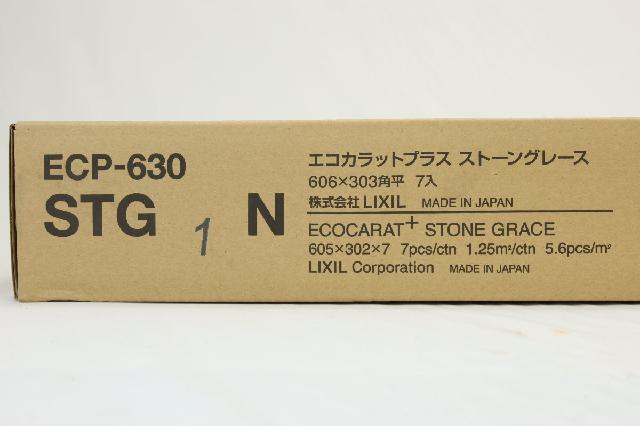 ECP-630
STG 1 N
エコカラットプラス ストーングレース
606×303角平 7入
株式会社 LIXIL MADE IN JAPAN
ECOCARAT+ STONE GRACE
605×302×7 7pcs/ctn 1.25m²/ctn 5.6pcs/m²
LIXIL Corporation MADE IN JAPAN